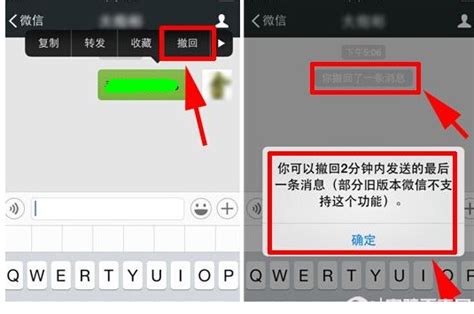 微信
复制 转发 收藏 撤回
QWERTYUIOP
微信
下午5:06
你撤回了一条消息
你可以撤回2分钟内发送的最后
一条消息（部分旧版本微信不支
持这个功能）。
确定
QWERTYUIOP